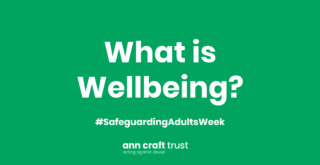 What is
Wellbeing?
#SafeguardingAdultsWeek
ann craft trust
acting against abuse